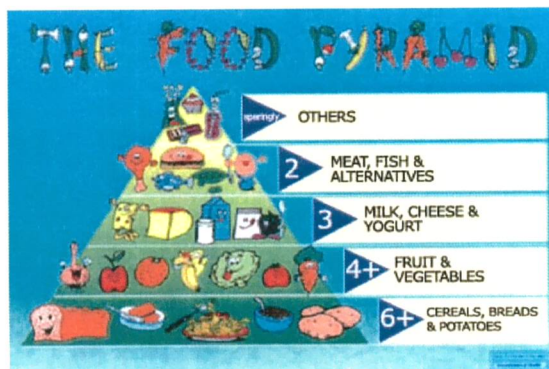 THE FOOD PYRAMID
sparingly
OTHERS
2
MEAT, FISH &
ALTERNATIVES
3
MILK, CHEESE &
YOGURT
4+
FRUIT &
VEGETABLES
6+
CEREALS, BREADS
& POTATOES